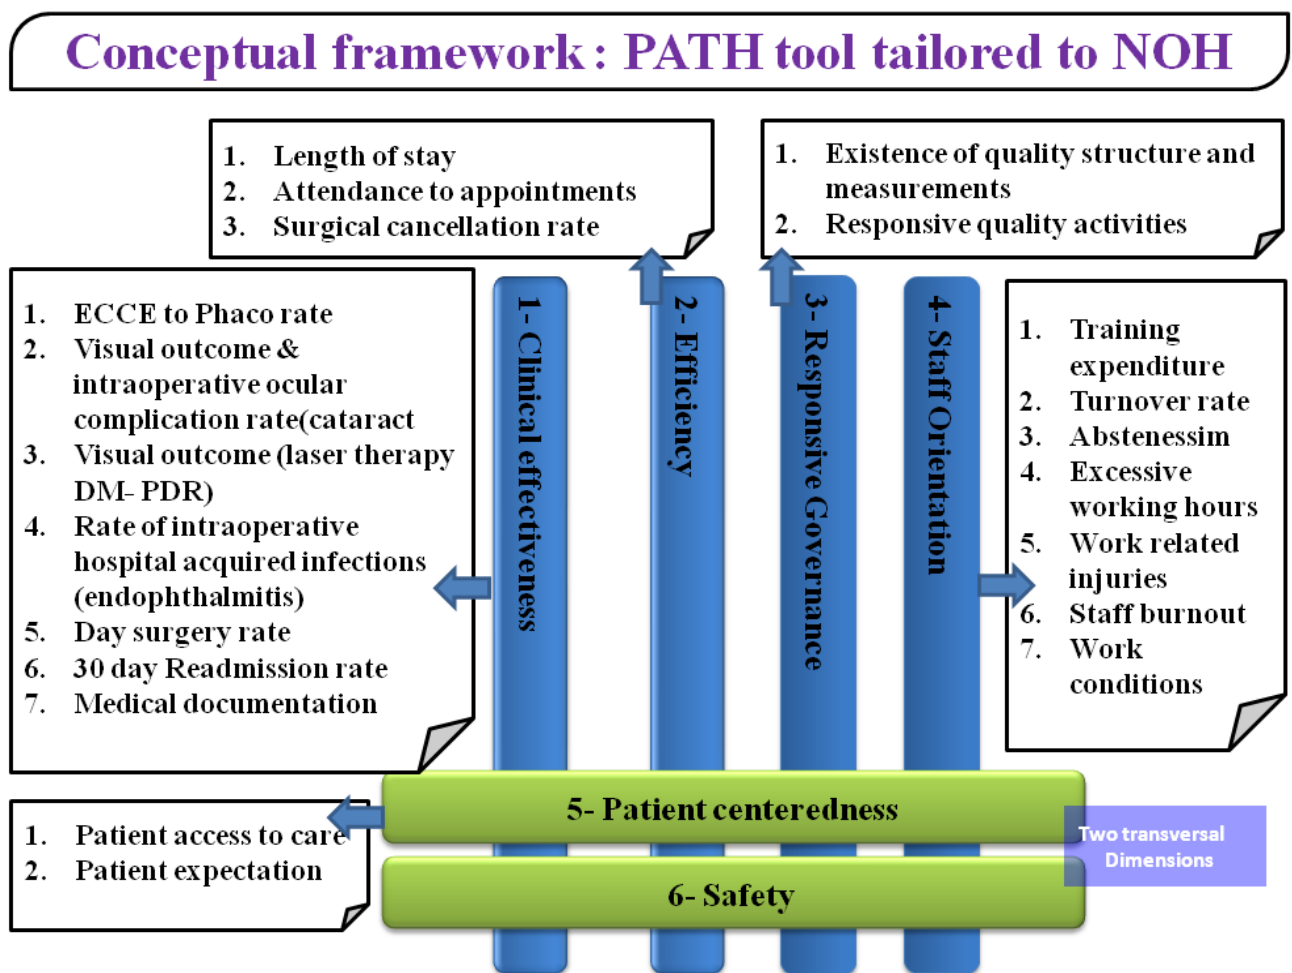 Conceptual framework : PATH tool tailored to NOH
1. Length of stay
2. Attendance to appointments
3. Surgical cancellation rate
1. Existence of quality structure and
measurements
2. Responsive quality activities
1. ECCE to Phaco rate
2. Visual outcome &
intraoperative ocular
complication rate(cataract
3. Visual outcome (laser therapy
DM- PDR)
4. Rate of intraoperative
hospital acquired infections
(endophthalmitis)
5. Day surgery rate
6. 30 day Readmission rate
7. Medical documentation
1- Clinical effectiveness
2- Efficiency
3- Responsive Governance
4- Staff Orientation
1. Training
expenditure
2. Turnover rate
3. Abstenessim
4. Excessive
working hours
5. Work related
injuries
6. Staff burnout
7. Work
conditions
5- Patient centeredness
1. Patient access to care
2. Patient expectation
Two transversal
Dimensions
6- Safety